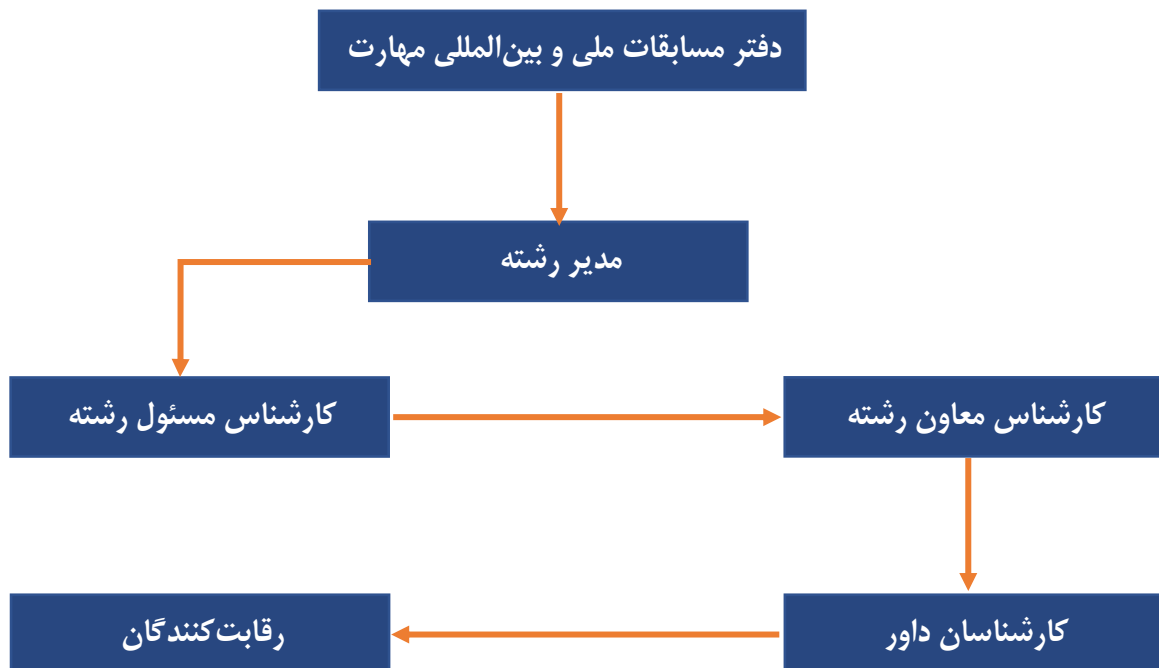 دفتر مسابقات ملی و بین‌المللی مهارت
مدیر رشته
کارشناس مسئول رشته
کارشناس معاون رشته
کارشناسان داور
رقابت‌کنندگان